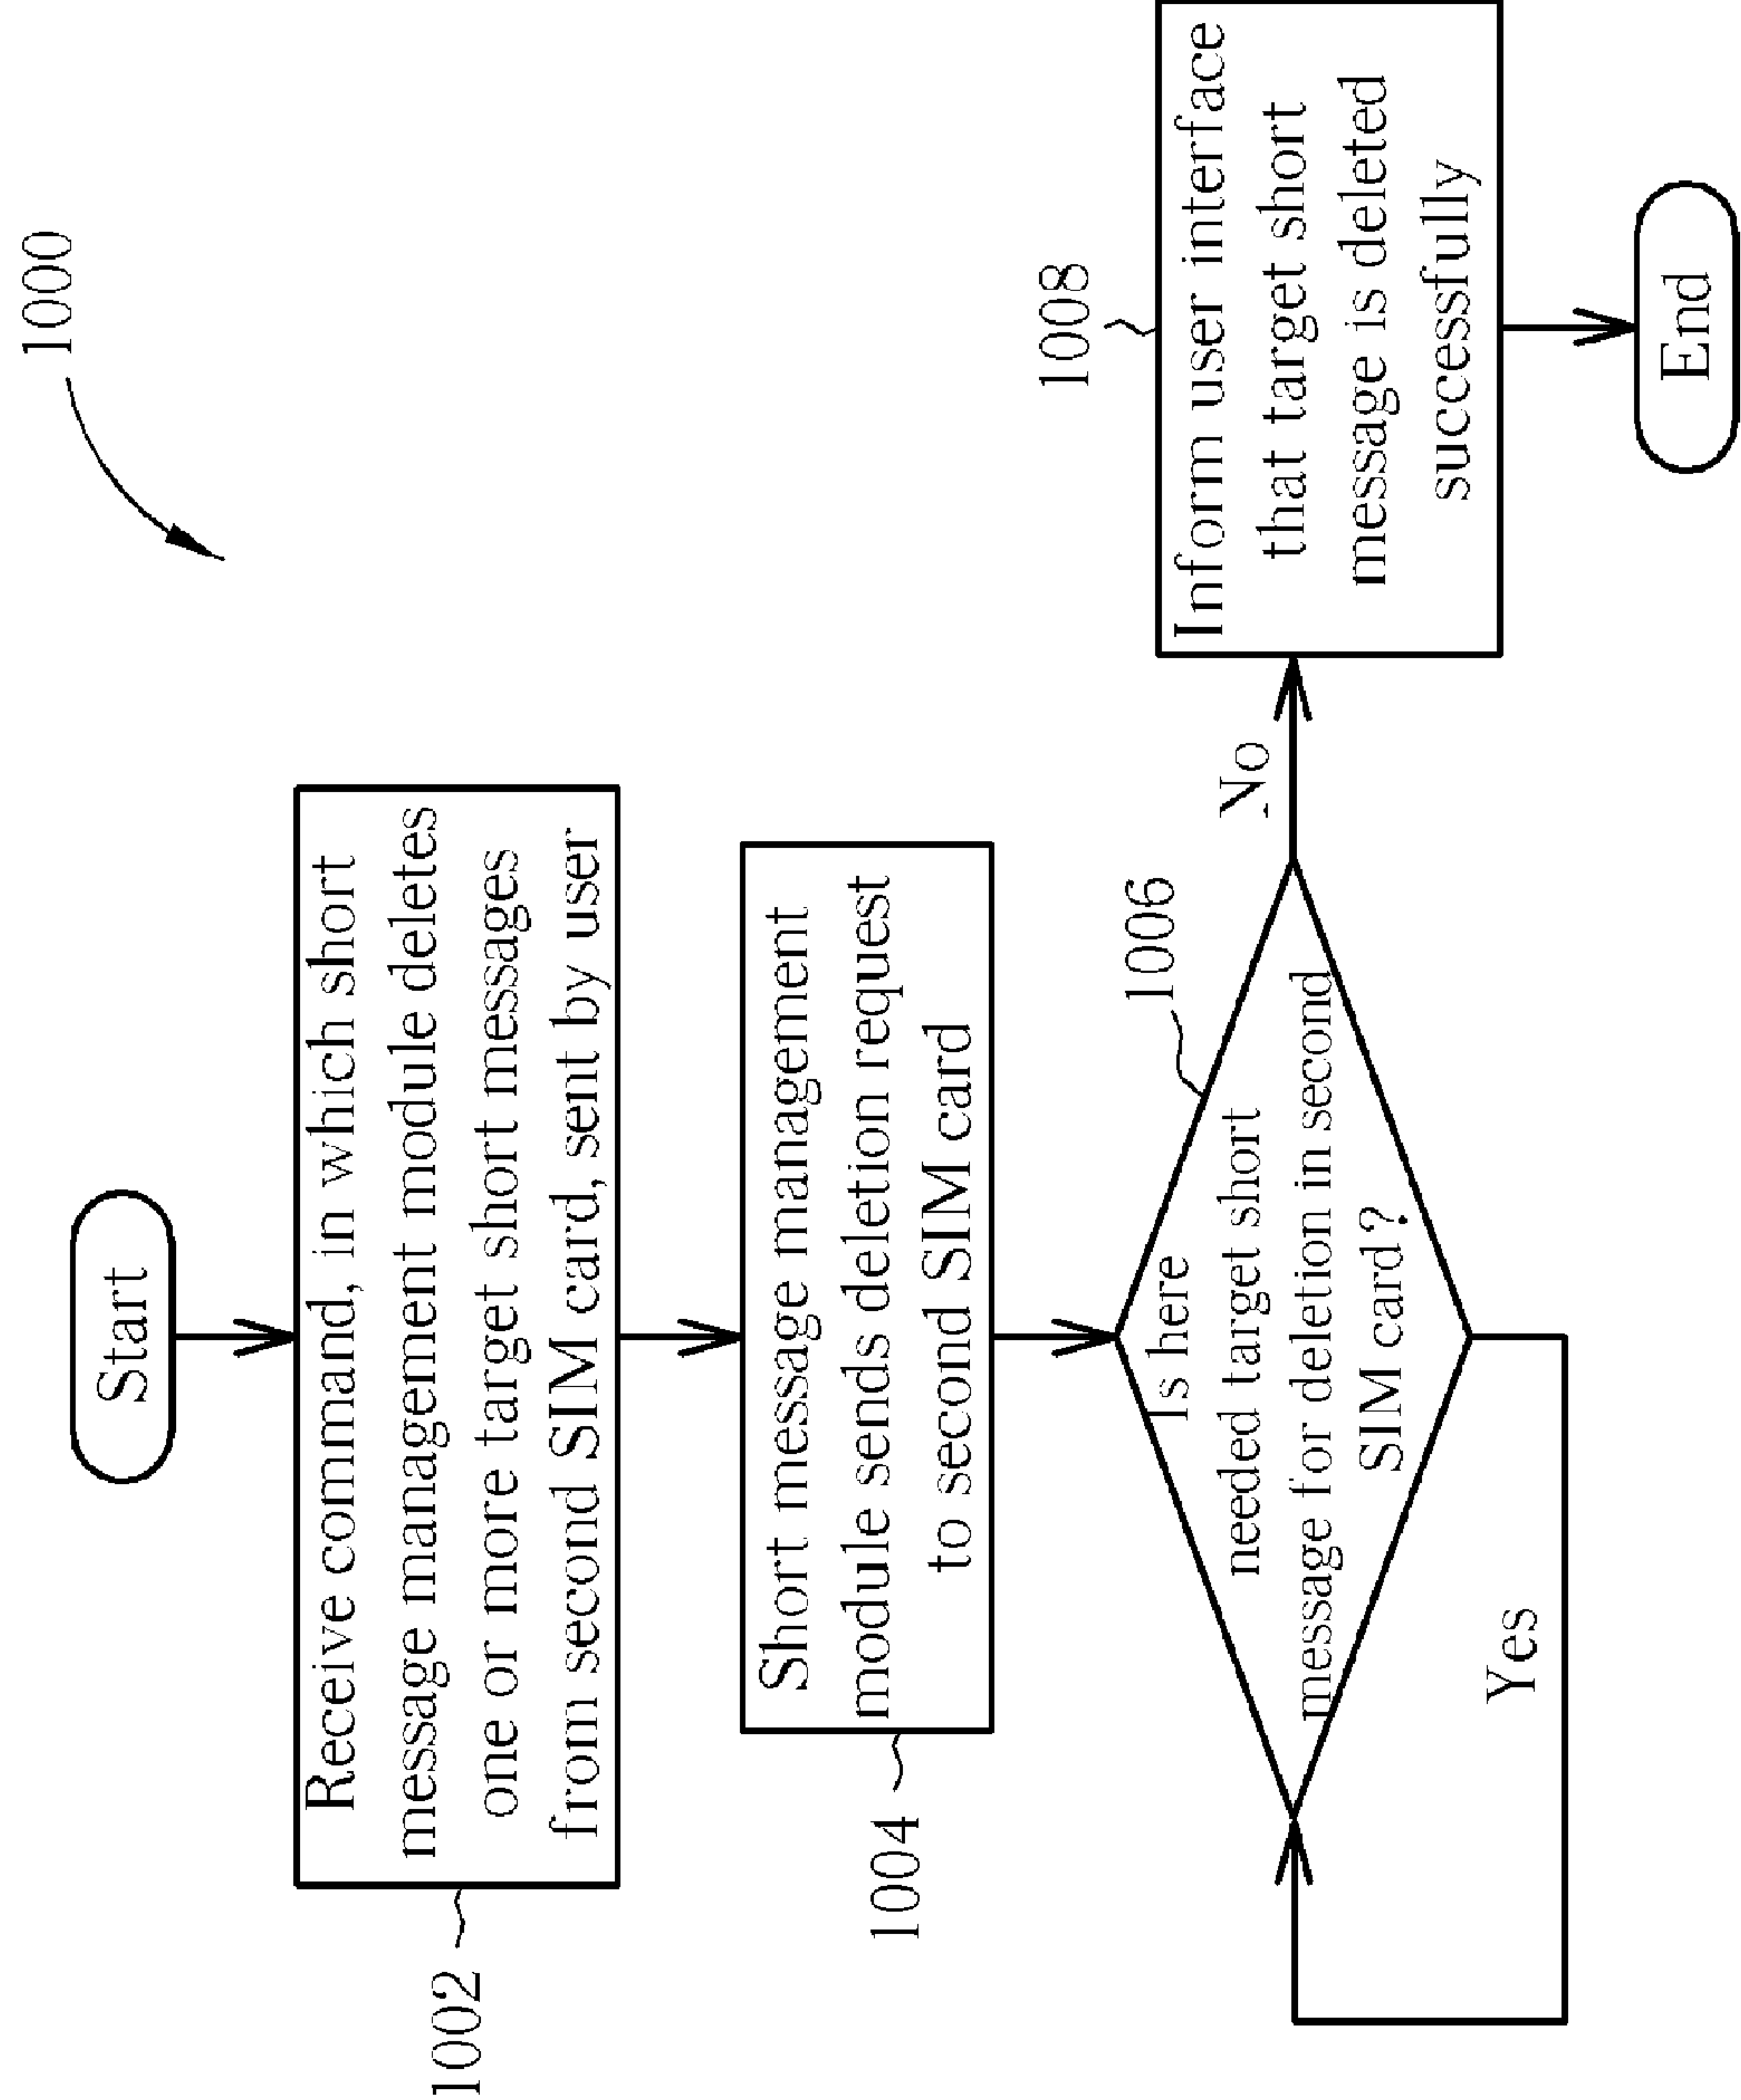 1000
Start
Receive command, in which short
message management module deletes
one or more target short messages
from second SIM card, sent by user
1002
Short message management
module sends deletion request
to second SIM card
1004
Is here
needed target short
message for deletion in second
SIM card?
1006
No
Yes
1008
Inform user interface
that target short
message is deleted
successfully
End